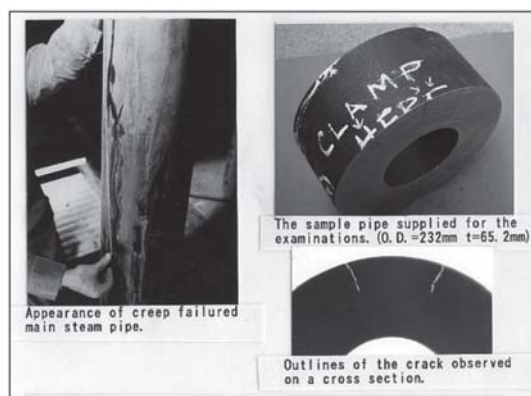 CLAMP
HERE
The sample pipe supplied for the
examinations. (O. D. =232mm t=65. 2mm)
Appearance of creep failured
main steam pipe.
Outlines of the crack observed
on a cross section.